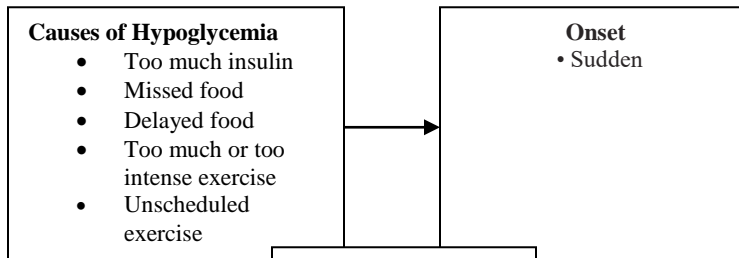 Causes of Hypoglycemia
• Too much insulin
• Missed food
• Delayed food
• Too much or too
intense exercise
• Unscheduled
exercise
Onset
• Sudden